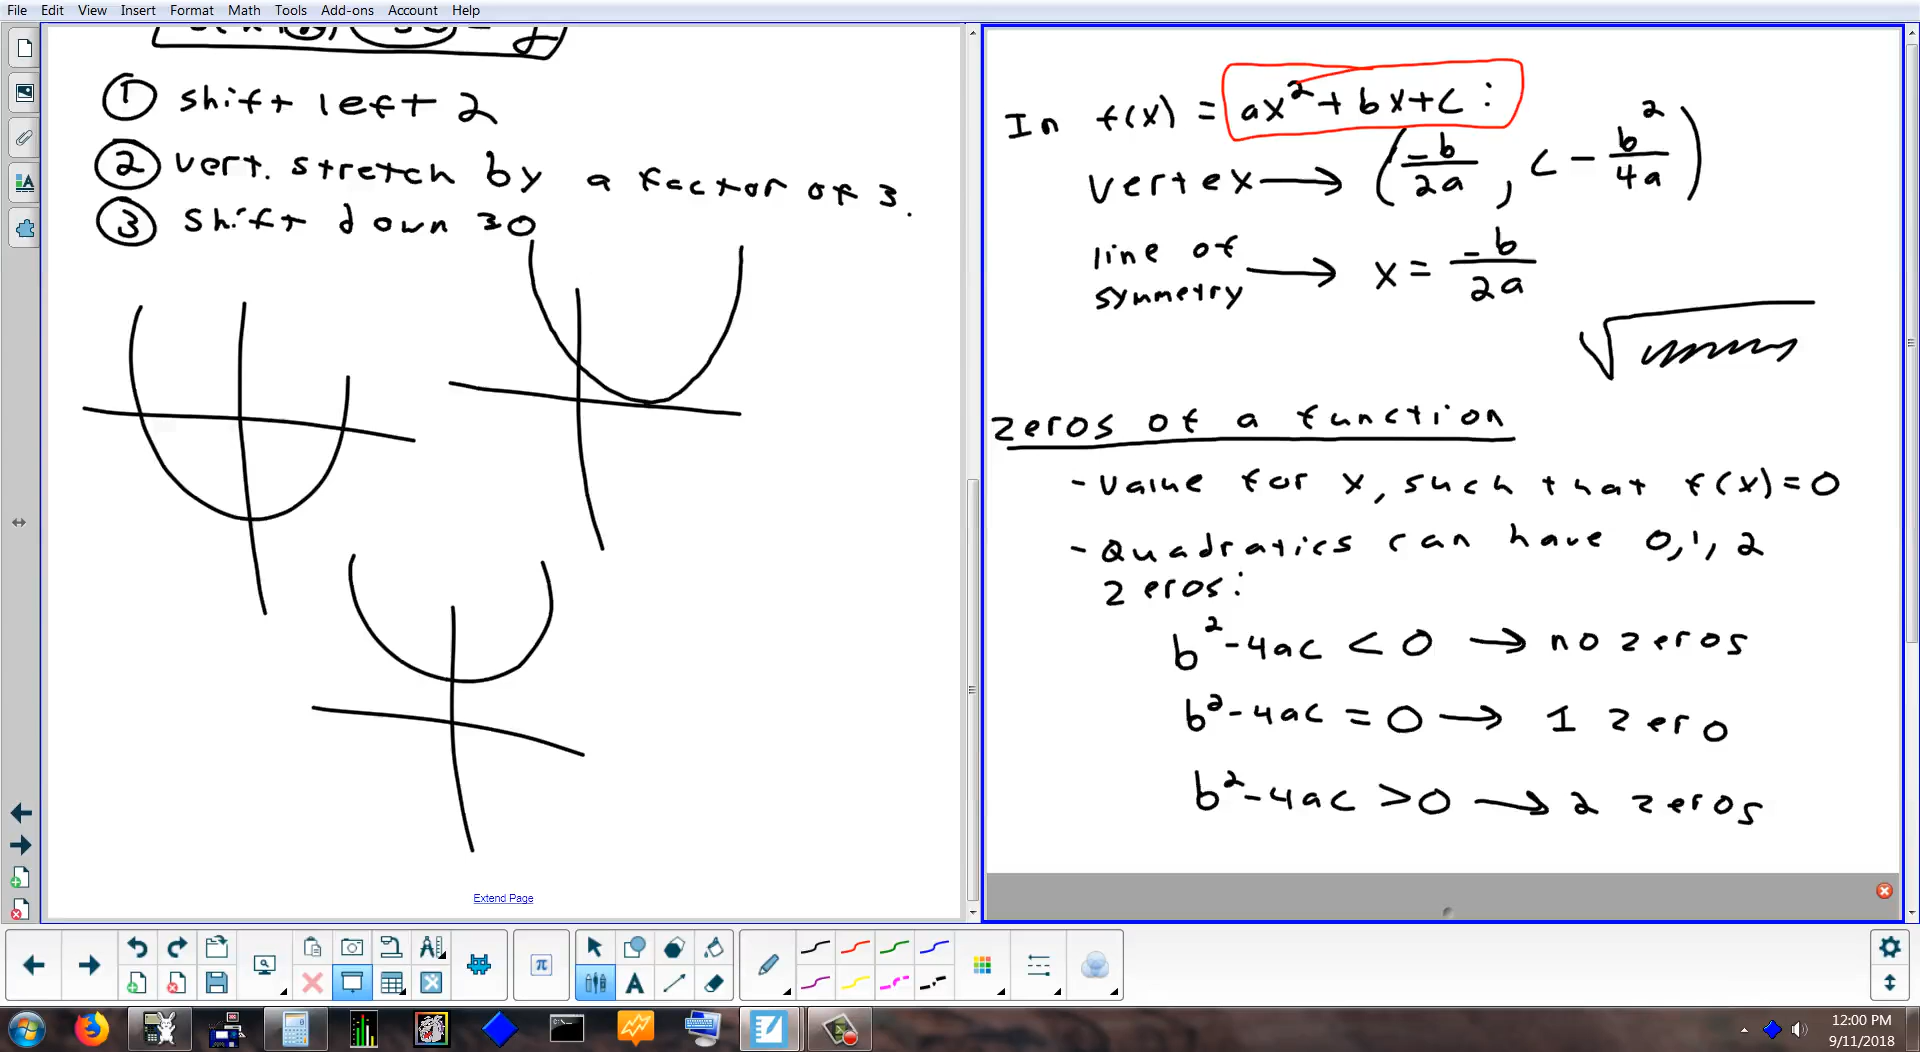 File Edit View Insert Format Math Tools Add-ons Account Help
① shift left 2
② vert. stretch by a factor of 3.
③ shift down 30
Extend Page
In f(x) = ax² + bx + c :
vertex → (-b/2a, c - b²/4a)
line of
symmetry → x = -b/2a
zeros of a function
- Value for x, such that f(x) = 0
- Quadratics can have 0, 1, 2
zeros:
b² - 4ac < 0 → no zeros
b² - 4ac = 0 → 1 zero
b² - 4ac > 0 → 2 zeros
12:00 PM
9/11/2018